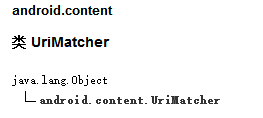 android.content
类 UriMatcher
java.lang.Object
android.content.UriMatcher